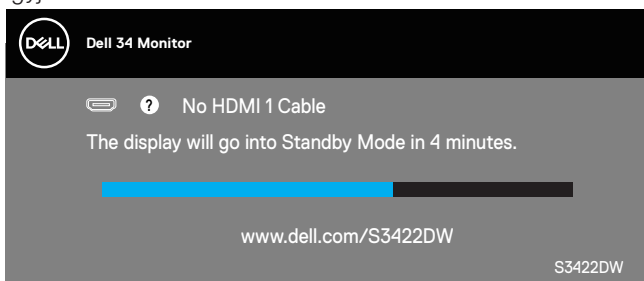 DELL
Dell 34 Monitor
? No HDMI 1 Cable
The display will go into Standby Mode in 4 minutes.
www.dell.com/S3422DW
S3422DW